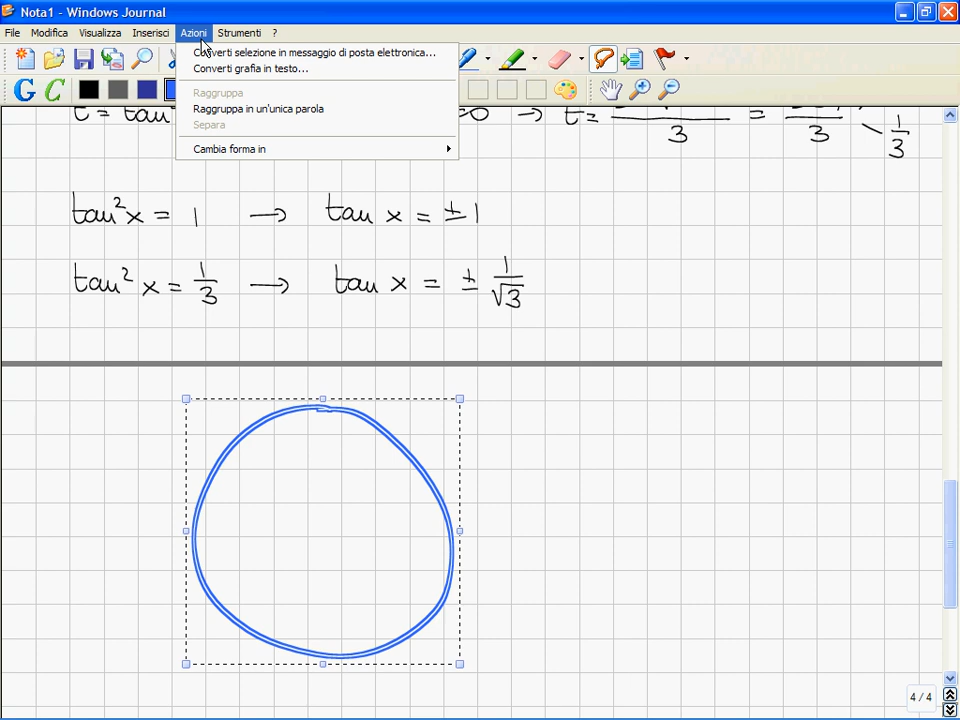 Nota1 - Windows Journal
File Modifica Visualizza Inserisci Azioni Strumenti ?
Converti selezione in messaggio di posta elettronica...
Converti grafia in testo...
Raggruppa
Raggruppa in un'unica parola
Separa
Cambia forma in
t = tan =0 → t = 3 = 3 1/3
tan²x = 1 → tan x = ± 1
tan²x = 1/3 → tan x = ± 1/√3
4 / 4